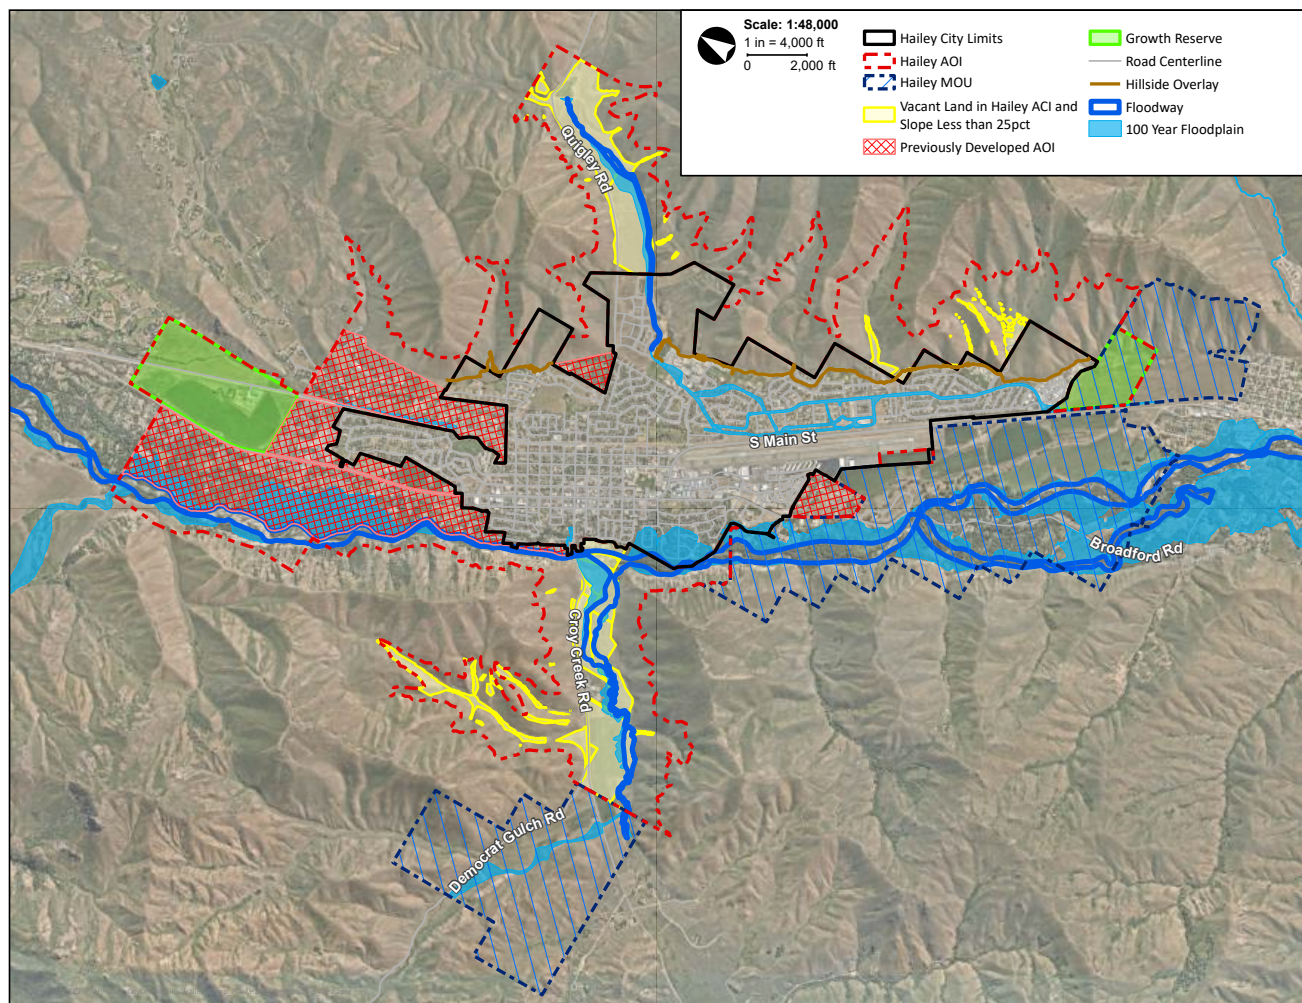 Scale: 1:48,000
1 in = 4,000 ft
0 2,000 ft
Hailey City Limits
Hailey AOI
Hailey MOU
Vacant Land in Hailey ACI and
Slope Less than 25pct
Previously Developed AOI
Growth Reserve
Road Centerline
Hillside Overlay
Floodway
100 Year Floodplain
Quigley Rd
S Main St
Broadford Rd
Croy Creek Rd
Democrat Gulch Rd